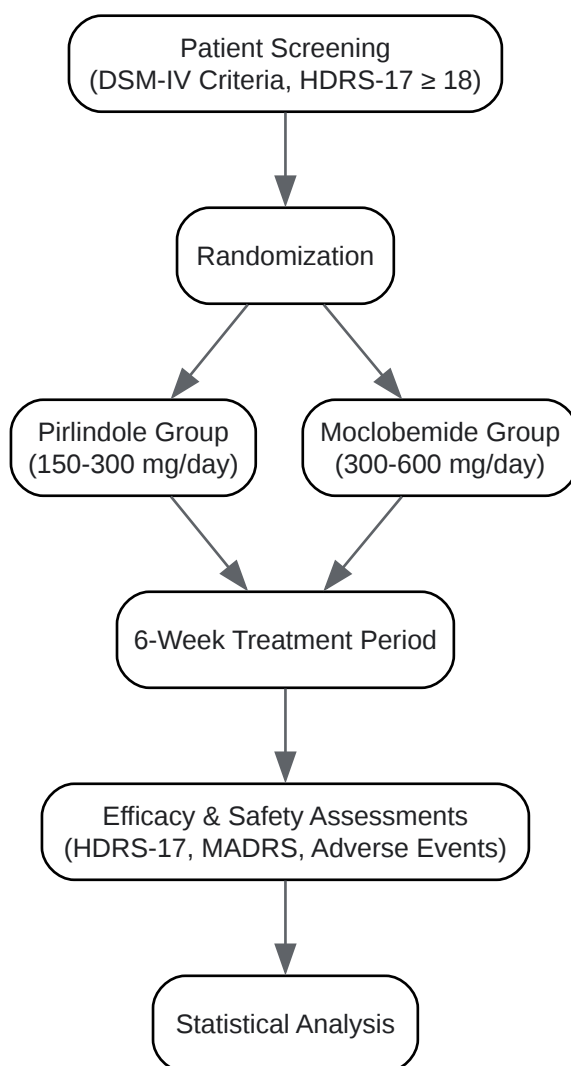 Patient Screening
(DSM-IV Criteria, HDRS-17 ≥ 18)
Randomization
Pirlindole Group
(150-300 mg/day)
Moclobemide Group
(300-600 mg/day)
6-Week Treatment Period
Efficacy & Safety Assessments
(HDRS-17, MADRS, Adverse Events)
Statistical Analysis